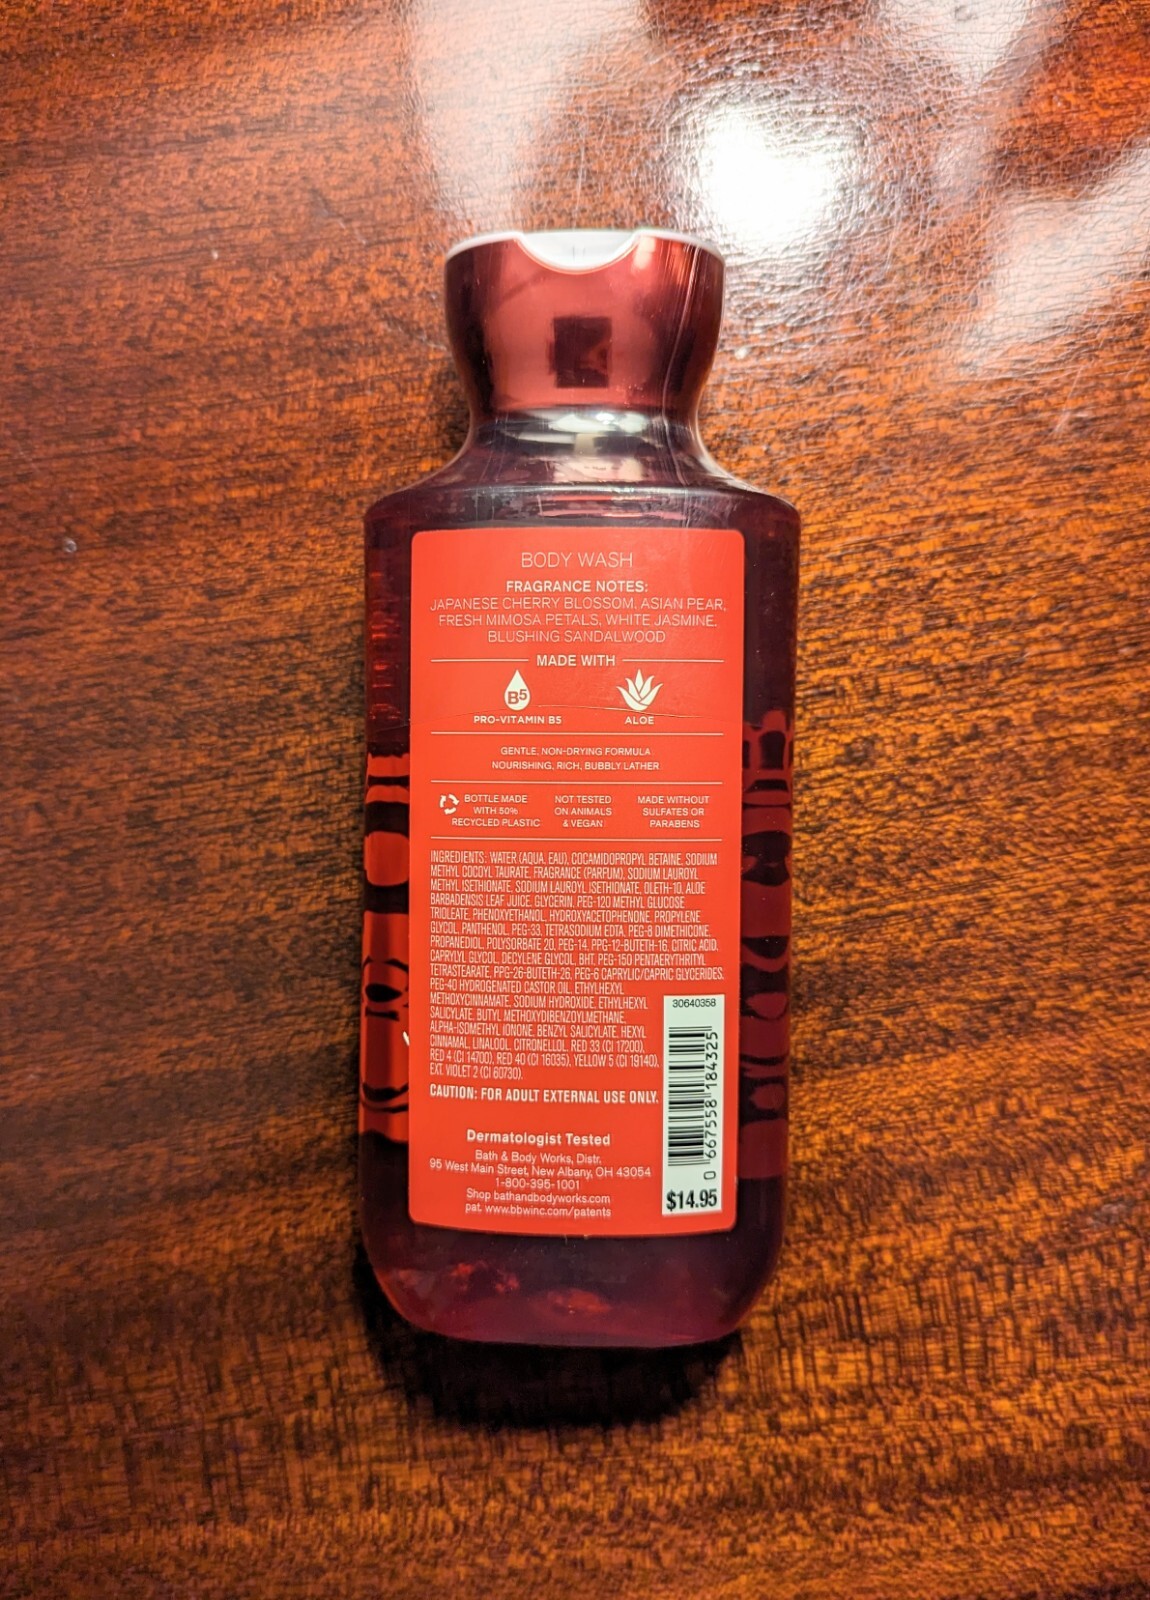 BODY WASH
FRAGRANCE NOTES:
JAPANESE CHERRY BLOSSOM, ASIAN PEAR,
FRESH MIMOSA PETALS, WHITE JASMINE,
BLUSHING SANDALWOOD
MADE WITH
B5
PRO-VITAMIN B5
ALOE
GENTLE, NON-DRYING FORMULA
NOURISHING, RICH, BUBBLY LATHER
BOTTLE MADE
WITH 50%
RECYCLED PLASTIC
NOT TESTED
ON ANIMALS
& VEGAN
MADE WITHOUT
SULFATES OR
PARABENS
INGREDIENTS: WATER (AQUA, EAU), COCAMIDOPROPYL BETAINE, SODIUM
METHYL COCOYL TAURATE, FRAGRANCE (PARFUM), SODIUM LAUROYL
METHYL ISETHIONATE, SODIUM LAUROYL ISETHIONATE, OLETH-10, ALOE
BARBADENSIS LEAF JUICE, GLYCERIN, PEG-120 METHYL GLUCOSE
TRIOLEATE, PHENOXYETHANOL, HYDROXYACETOPHENONE, PROPYLENE
GLYCOL, PANTHENOL, PEG-33, TETRASODIUM EDTA, PEG-8 DIMETHICONE,
PROPANEDIOL, POLYSORBATE 20, PEG-14, PPG-12-BUTETH-16, CITRIC ACID,
CAPRYLYL GLYCOL, DECYLENE GLYCOL, BHT, PEG-150 PENTAERYTHRITYL
TETRASTEARATE, PPG-26-BUTETH-26, PEG-6 CAPRYLIC/CAPRIC GLYCERIDES,
PEG-40 HYDROGENATED CASTOR OIL, ETHYLHEXYL
METHOXYCINNAMATE, SODIUM HYDROXIDE, ETHYLHEXYL
SALICYLATE, BUTYL METHOXYDIBENZOYLMETHANE,
ALPHA-ISOMETHYL IONONE, BENZYL SALICYLATE, HEXYL
CINNAMAL, LINALOOL, CITRONELLOL, RED 33 (CI 17200),
RED 4 (CI 14700), RED 40 (CI 16035), YELLOW 5 (CI 19140),
EXT. VIOLET 2 (CI 60730).
CAUTION: FOR ADULT EXTERNAL USE ONLY.
Dermatologist Tested
Bath & Body Works, Distr.
95 West Main Street, New Albany, OH 43054
1-800-395-1001
Shop bathandbodyworks.com
pat. www.bbwinc.com/patents
30640358
0 667558 184325
$14.95